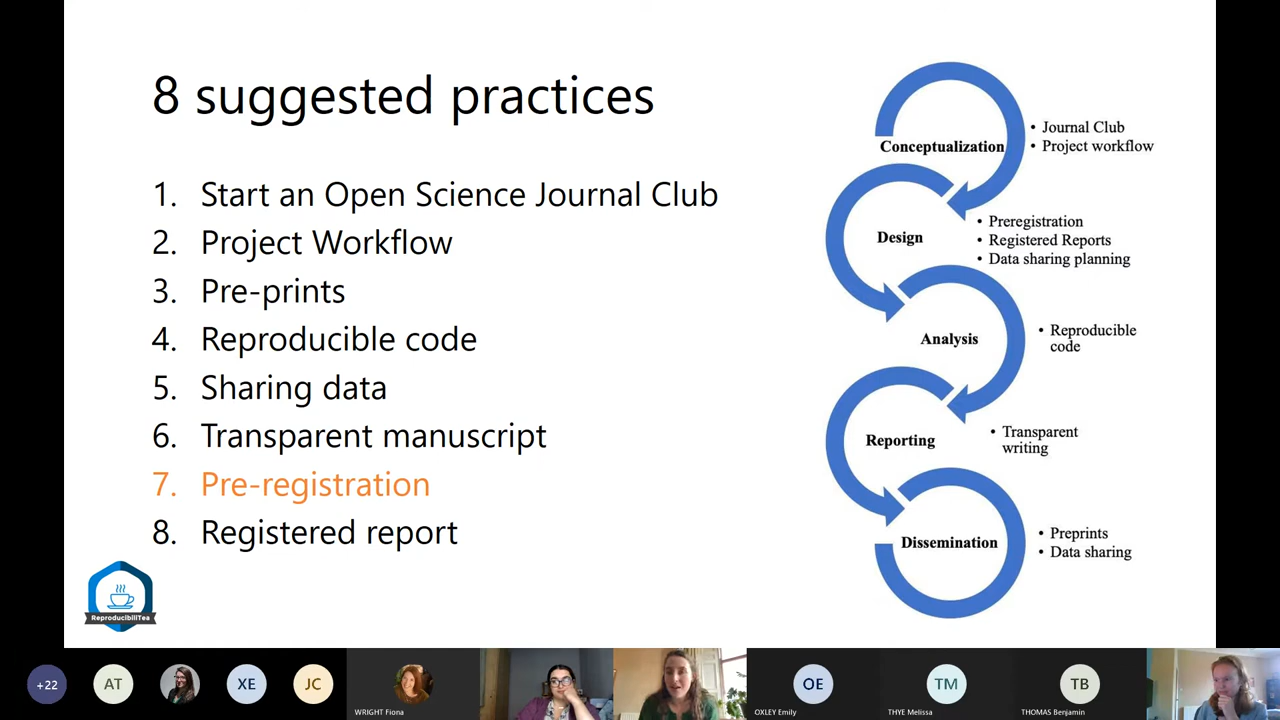 8 suggested practices
1. Start an Open Science Journal Club
2. Project Workflow
3. Pre-prints
4. Reproducible code
5. Sharing data
6. Transparent manuscript
7. Pre-registration
8. Registered report
Conceptualization
• Journal Club
• Project workflow
Design
• Preregistration
• Registered Reports
• Data sharing planning
Analysis
• Reproducible
code
Reporting
• Transparent
writing
Dissemination
• Preprints
• Data sharing
ReproducibiliTea
+22
AT
XE
JC
WRIGHT Fiona
OE
OXLEY Emily
TM
THYE Melissa
TB
THOMAS Benjamin